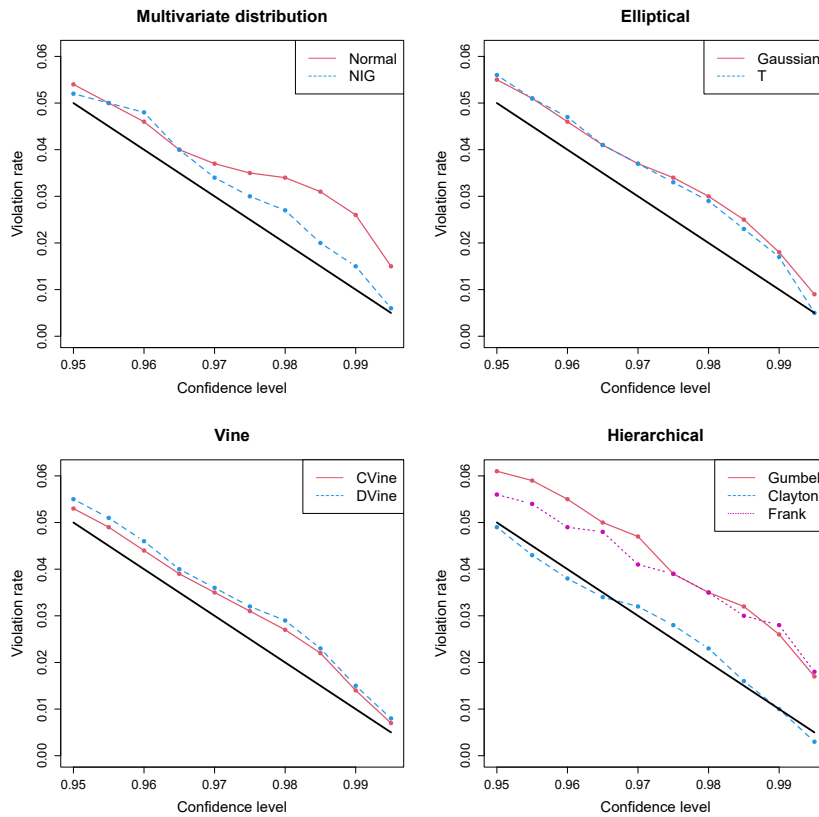 Multivariate distribution
Normal
NIG
Violation rate
0.06
0.05
0.04
0.03
0.02
0.01
0.00
0.95 0.96 0.97 0.98 0.99
Confidence level
Elliptical
Gaussian
T
Violation rate
0.06
0.05
0.04
0.03
0.02
0.01
0.00
0.95 0.96 0.97 0.98 0.99
Confidence level
Vine
CVine
DVine
Violation rate
0.06
0.05
0.04
0.03
0.02
0.01
0.00
0.95 0.96 0.97 0.98 0.99
Confidence level
Hierarchical
Gumbel
Clayton
Frank
Violation rate
0.06
0.05
0.04
0.03
0.02
0.01
0.00
0.95 0.96 0.97 0.98 0.99
Confidence level